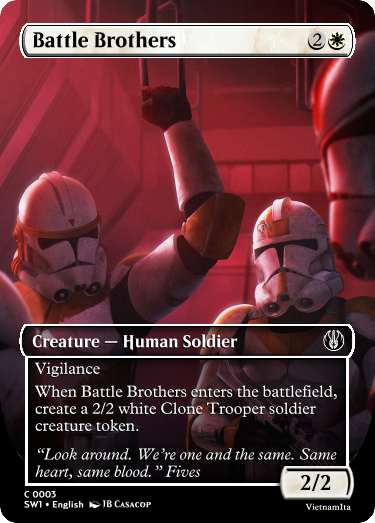 Battle Brothers 2
Creature — Human Soldier
Vigilance
When Battle Brothers enters the battlefield,
create a 2/2 white Clone Trooper soldier
creature token.
“Look around. We’re one and the same. Same
heart, same blood.” Fives
2/2
C 0003
SW1 • English JB Casacop
VietnamIta